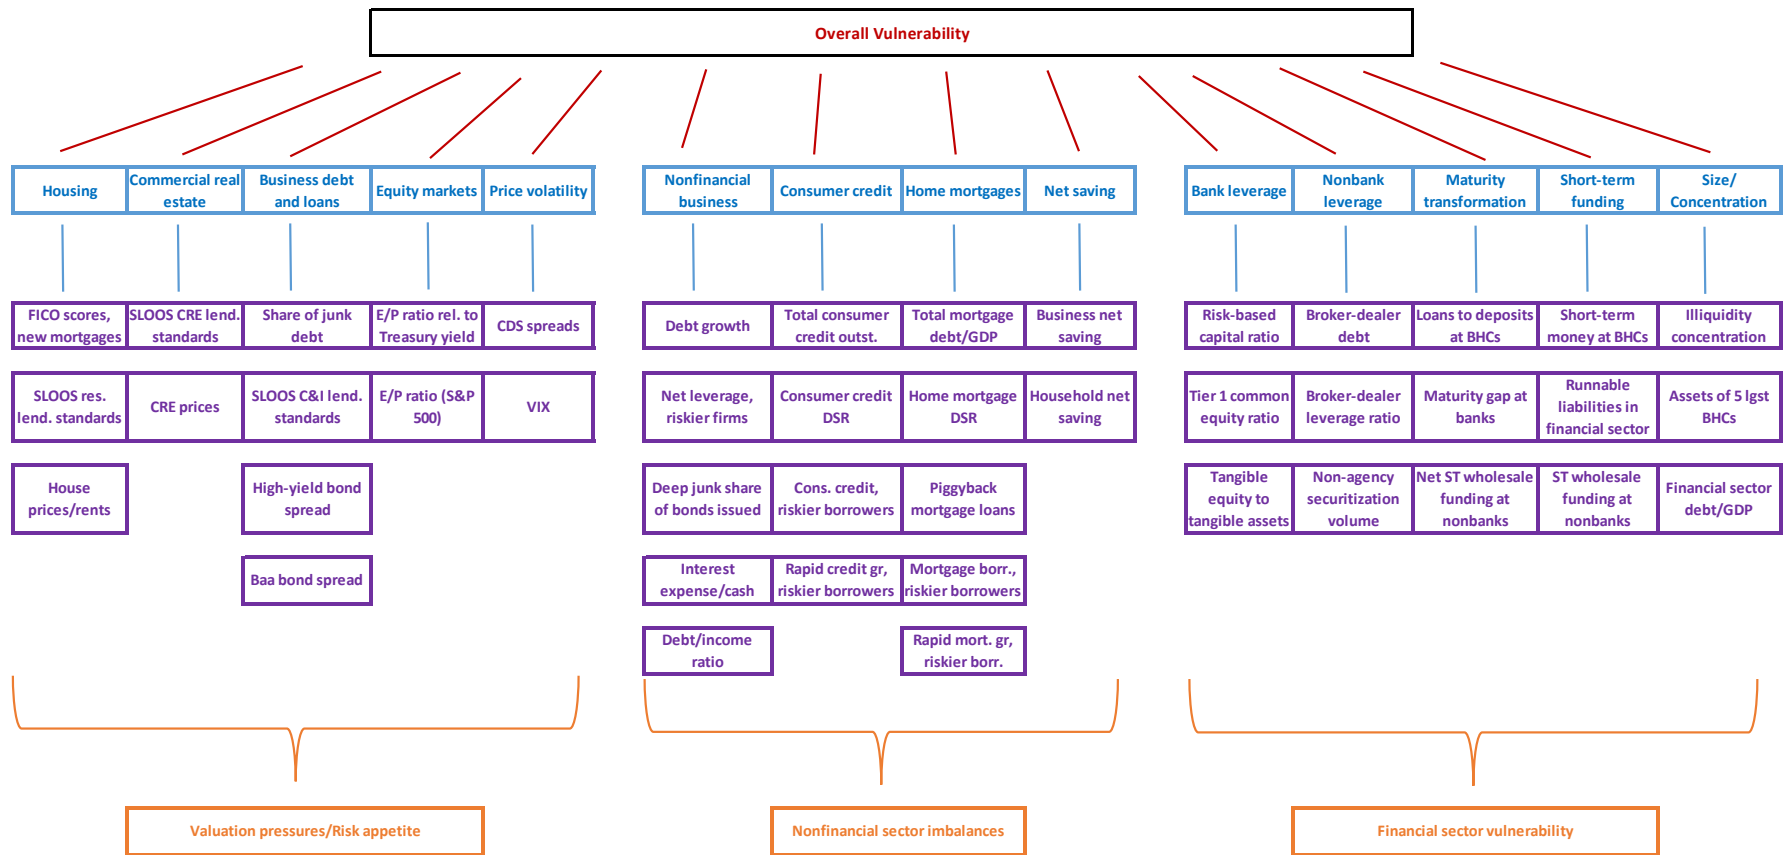 Overall Vulnerability
Housing
Commercial real
estate
Business debt
and loans
Equity markets
Price volatility
Nonfinancial
business
Consumer credit
Home mortgages
Net saving
Bank leverage
Nonbank
leverage
Maturity
transformation
Short-term
funding
Size/
Concentration
FICO scores,
new mortgages
SLOOS CRE lend.
standards
Share of junk
debt
E/P ratio rel. to
Treasury yield
CDS spreads
Debt growth
Total consumer
credit outst.
Total mortgage
debt/GDP
Business net
saving
Risk-based
capital ratio
Broker-dealer
debt
Loans to deposits
at BHCs
Short-term
money at BHCs
Illiquidity
concentration
SLOOS res.
lend. standards
CRE prices
SLOOS C&I lend.
standards
E/P ratio (S&P
500)
VIX
Net leverage,
riskier firms
Consumer credit
DSR
Home mortgage
DSR
Household net
saving
Tier 1 common
equity ratio
Broker-dealer
leverage ratio
Maturity gap at
banks
Runnable
liabilities in
financial sector
Assets of 5 lgst
BHCs
House
prices/rents
High-yield bond
spread
Deep junk share
of bonds issued
Cons. credit,
riskier borrowers
Piggyback
mortgage loans
Tangible
equity to
tangible assets
Non-agency
securitization
volume
Net ST wholesale
funding at
nonbanks
ST wholesale
funding at
nonbanks
Financial sector
debt/GDP
Baa bond spread
Interest
expense/cash
Rapid credit gr,
riskier borrowers
Mortgage borr.,
riskier borrowers
Debt/income
ratio
Rapid mort. gr,
riskier borr.
Valuation pressures/Risk appetite
Nonfinancial sector imbalances
Financial sector vulnerability